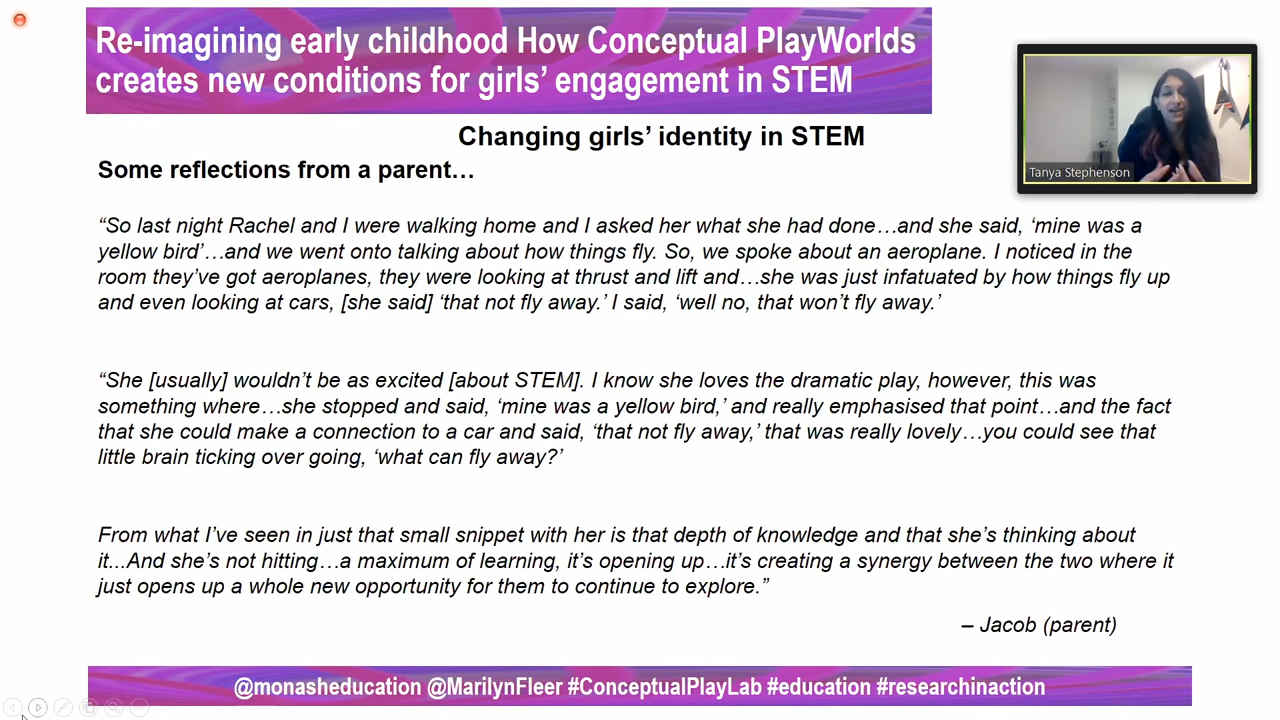 Re-imagining early childhood How Conceptual PlayWorlds
creates new conditions for girls’ engagement in STEM
Tanya Stephenson
Changing girls’ identity in STEM
Some reflections from a parent…
“So last night Rachel and I were walking home and I asked her what she had done…and she said, ‘mine was a
yellow bird’…and we went onto talking about how things fly. So, we spoke about an aeroplane. I noticed in the
room they’ve got aeroplanes, they were looking at thrust and lift and…she was just infatuated by how things fly up
and even looking at cars, [she said] ‘that not fly away.’ I said, ‘well no, that won’t fly away.’
“She [usually] wouldn’t be as excited [about STEM]. I know she loves the dramatic play, however, this was
something where…she stopped and said, ‘mine was a yellow bird,’ and really emphasised that point…and the fact
that she could make a connection to a car and said, ‘that not fly away,’ that was really lovely…you could see that
little brain ticking over going, ‘what can fly away?’
From what I’ve seen in just that small snippet with her is that depth of knowledge and that she’s thinking about
it...And she’s not hitting…a maximum of learning, it’s opening up…it’s creating a synergy between the two where it
just opens up a whole new opportunity for them to continue to explore.”
– Jacob (parent)
@monasheducation @MarilynFleer #ConceptualPlayLab #education #researchinaction